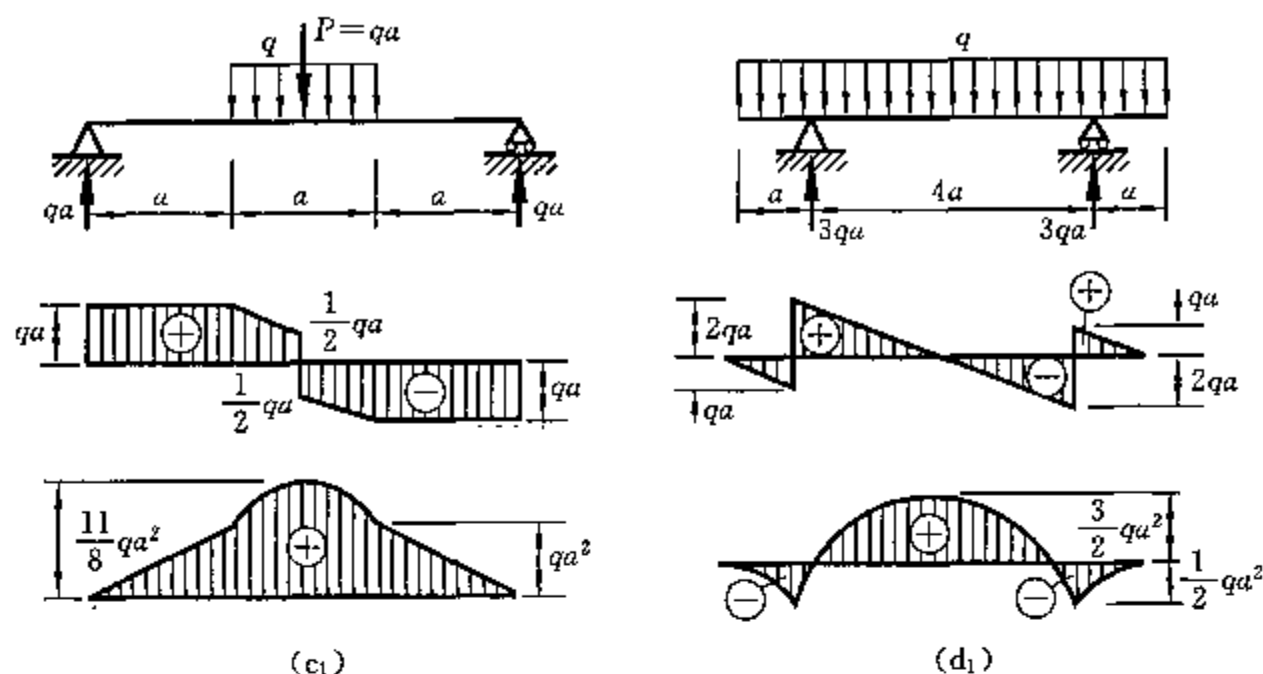 q
P=qa
qa
a
a
a
qa
qa
1/2 qa
1/2 qa
qa
11/8 qa²
qa²
(c₁)
q
a
4a
a
3qa
3qa
2qa
qa
qa
2qa
3/2 qa²
1/2 qa²
(d₁)